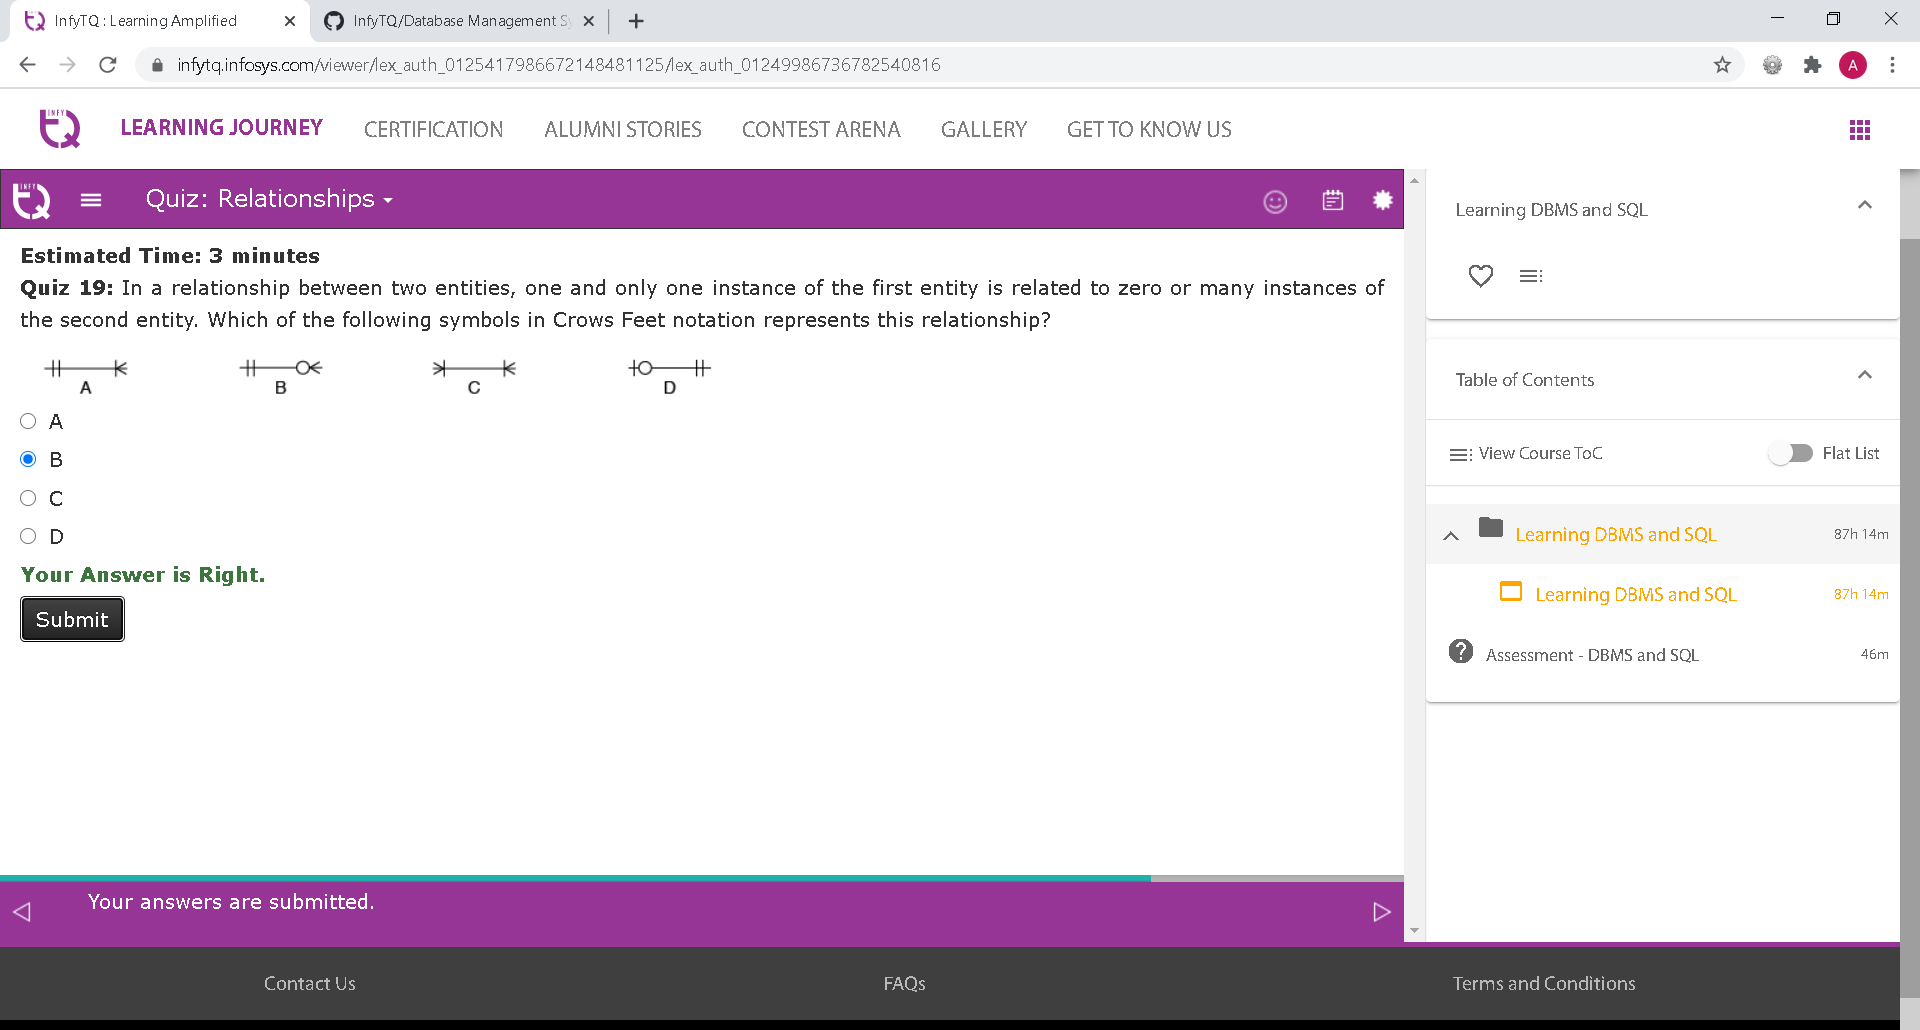 InfyTQ : Learning Amplified
InfyTQ/Database Management S
infytq.infosys.com/viewer/lex_auth_0125417986672148481125/lex_auth_01249986736782540816
A
INFY
TQ
LEARNING JOURNEY
CERTIFICATION
ALUMNI STORIES
CONTEST ARENA
GALLERY
GET TO KNOW US
INFY
TQ
Quiz: Relationships
Estimated Time: 3 minutes
Quiz 19: In a relationship between two entities, one and only one instance of the first entity is related to zero or many instances of
the second entity. Which of the following symbols in Crows Feet notation represents this relationship?
A B C D
A
B
C
D
Your Answer is Right.
Submit
Your answers are submitted.
Learning DBMS and SQL
Table of Contents
View Course ToC
Flat List
Learning DBMS and SQL 87h 14m
Learning DBMS and SQL 87h 14m
? Assessment - DBMS and SQL 46m
Contact Us
FAQs
Terms and Conditions